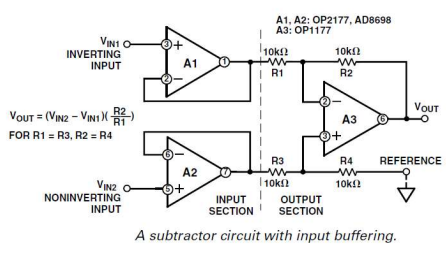 A1, A2: OP2177, AD8698
A3: OP1177
VIN1
INVERTING
INPUT
3
+
A1
1
2
−
10kΩ
R1
10kΩ
R2
VOUT = (VIN2 − VIN1)(R2/R1)
FOR R1 = R3, R2 = R4
2
−
A3
6
VOUT
3
+
6
−
A2
7
5
+
VIN2
NONINVERTING
INPUT
INPUT
SECTION
OUTPUT
SECTION
R3
10kΩ
R4
10kΩ
REFERENCE
A subtractor circuit with input buffering.